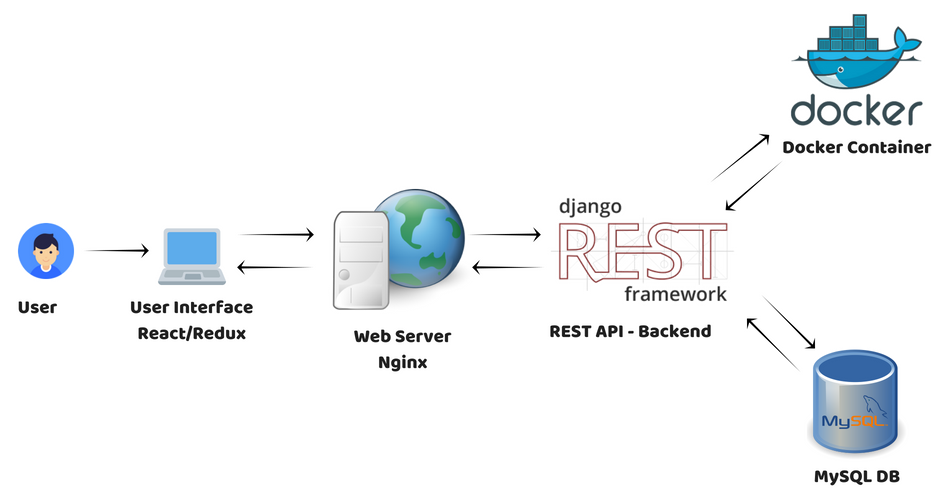 docker
Docker Container
django
REST
framework
REST API - Backend
User
User Interface
React/Redux
Web Server
Nginx
MySQL
MySQL DB